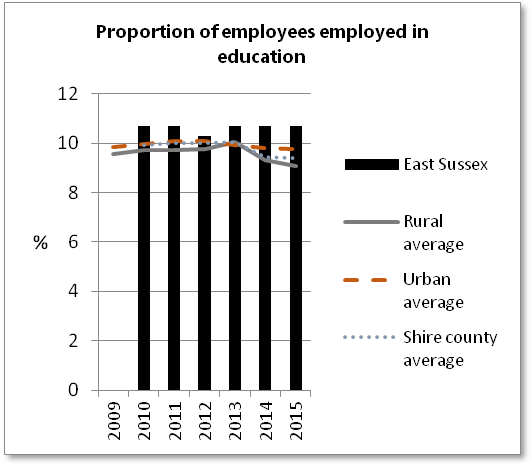 Proportion of employees employed in
education
12
10
8
6
4
2
0
%
2009
2010
2011
2012
2013
2014
2015
East Sussex
Rural
average
Urban
average
Shire county
average